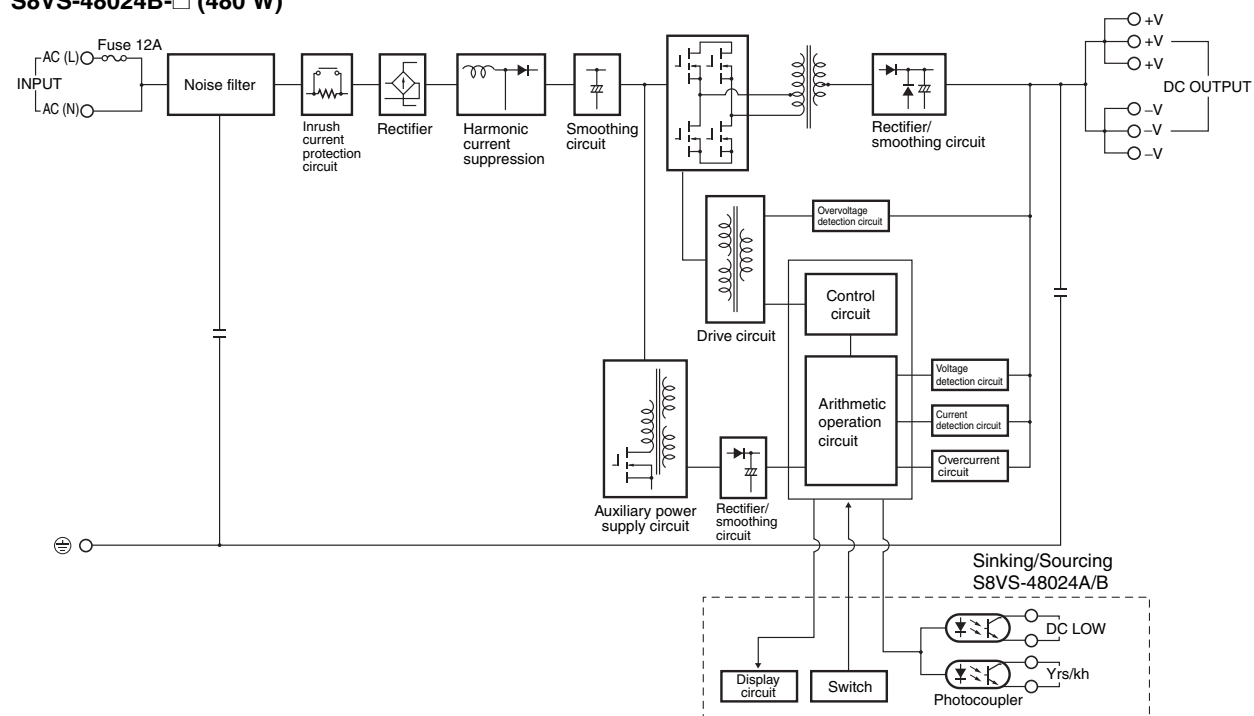 S8VS-48024B-□ (480 W)
Fuse 12A
AC (L)
INPUT
AC (N)
Noise filter
Inrush
current
protection
circuit
Rectifier
Harmonic
current
suppression
Smoothing
circuit
Rectifier/
smoothing circuit
+V
+V
+V
DC OUTPUT
–V
–V
–V
Overvoltage
detection circuit
Drive circuit
Control
circuit
Arithmetic
operation
circuit
Voltage
detection circuit
Current
detection circuit
Overcurrent
circuit
Auxiliary power
supply circuit
Rectifier/
smoothing
circuit
Sinking/Sourcing
S8VS-48024A/B
DC LOW
Yrs/kh
Photocoupler
Display
circuit
Switch